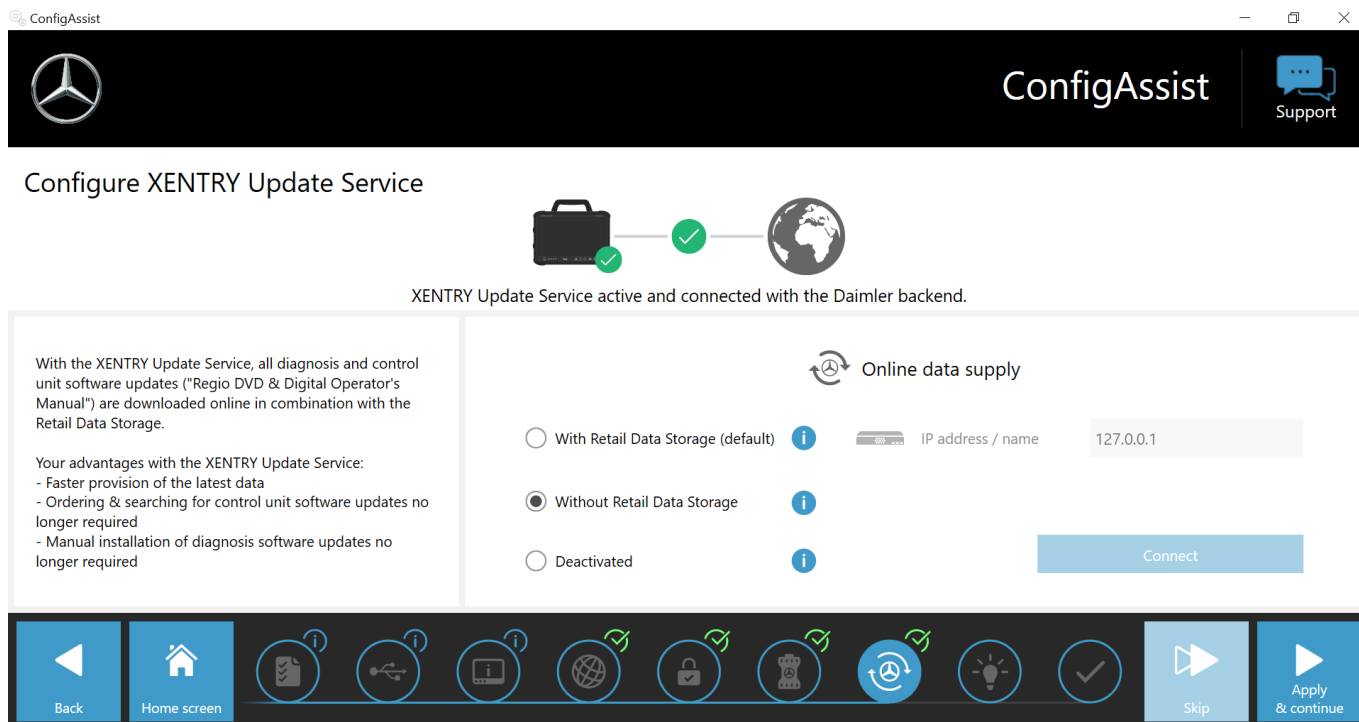 ConfigAssist
ConfigAssist
Support
Configure XENTRY Update Service
XENTRY Update Service active and connected with the Daimler backend.
With the XENTRY Update Service, all diagnosis and control
unit software updates ("Regio DVD & Digital Operator's
Manual") are downloaded online in combination with the
Retail Data Storage.
Your advantages with the XENTRY Update Service:
- Faster provision of the latest data
- Ordering & searching for control unit software updates no
longer required
- Manual installation of diagnosis software updates no
longer required
Online data supply
With Retail Data Storage (default)
IP address / name
127.0.0.1
Without Retail Data Storage
Deactivated
Connect
Back
Home screen
Skip
Apply
& continue